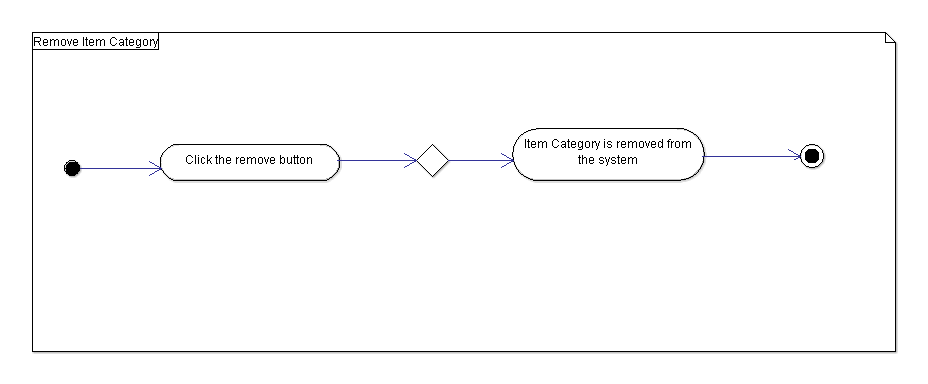 Remove Item Category
Click the remove button
Item Category is removed from
the system